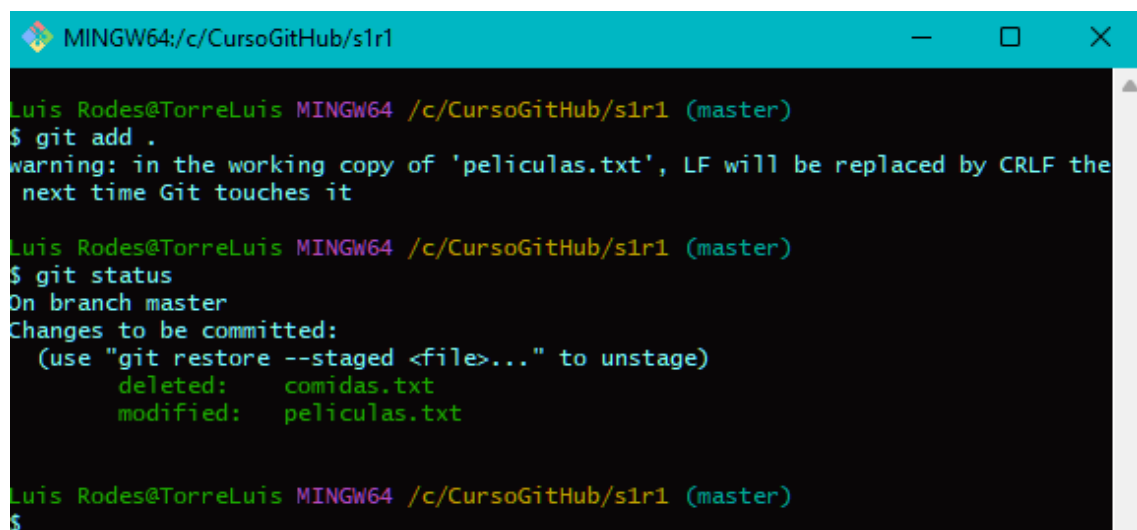 MINGW64:/c/CursoGitHub/s1r1
Luis Rodes@TorreLuis MINGW64 /c/CursoGitHub/s1r1 (master)
$ git add .
warning: in the working copy of 'peliculas.txt', LF will be replaced by CRLF the
 next time Git touches it
Luis Rodes@TorreLuis MINGW64 /c/CursoGitHub/s1r1 (master)
$ git status
On branch master
Changes to be committed:
  (use "git restore --staged <file>..." to unstage)
        deleted:    comidas.txt
        modified:   peliculas.txt
Luis Rodes@TorreLuis MINGW64 /c/CursoGitHub/s1r1 (master)
$